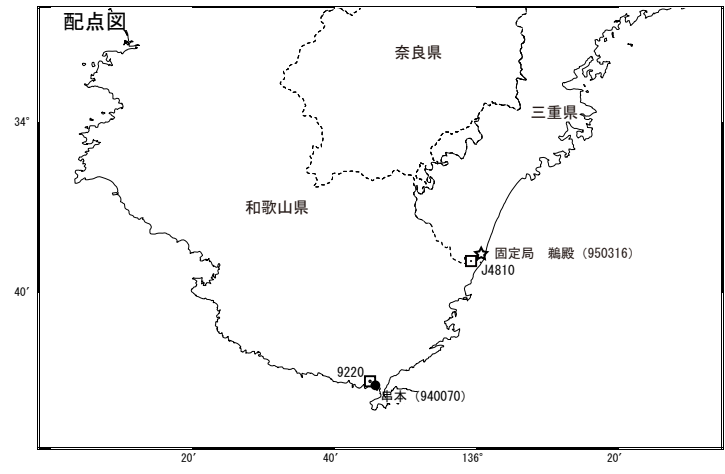 配点図
奈良県
34°
三重県
和歌山県
固定局　鵜殿（950316）
J4810
40′
9220
串本（940070）
20′
40′
136°
20′